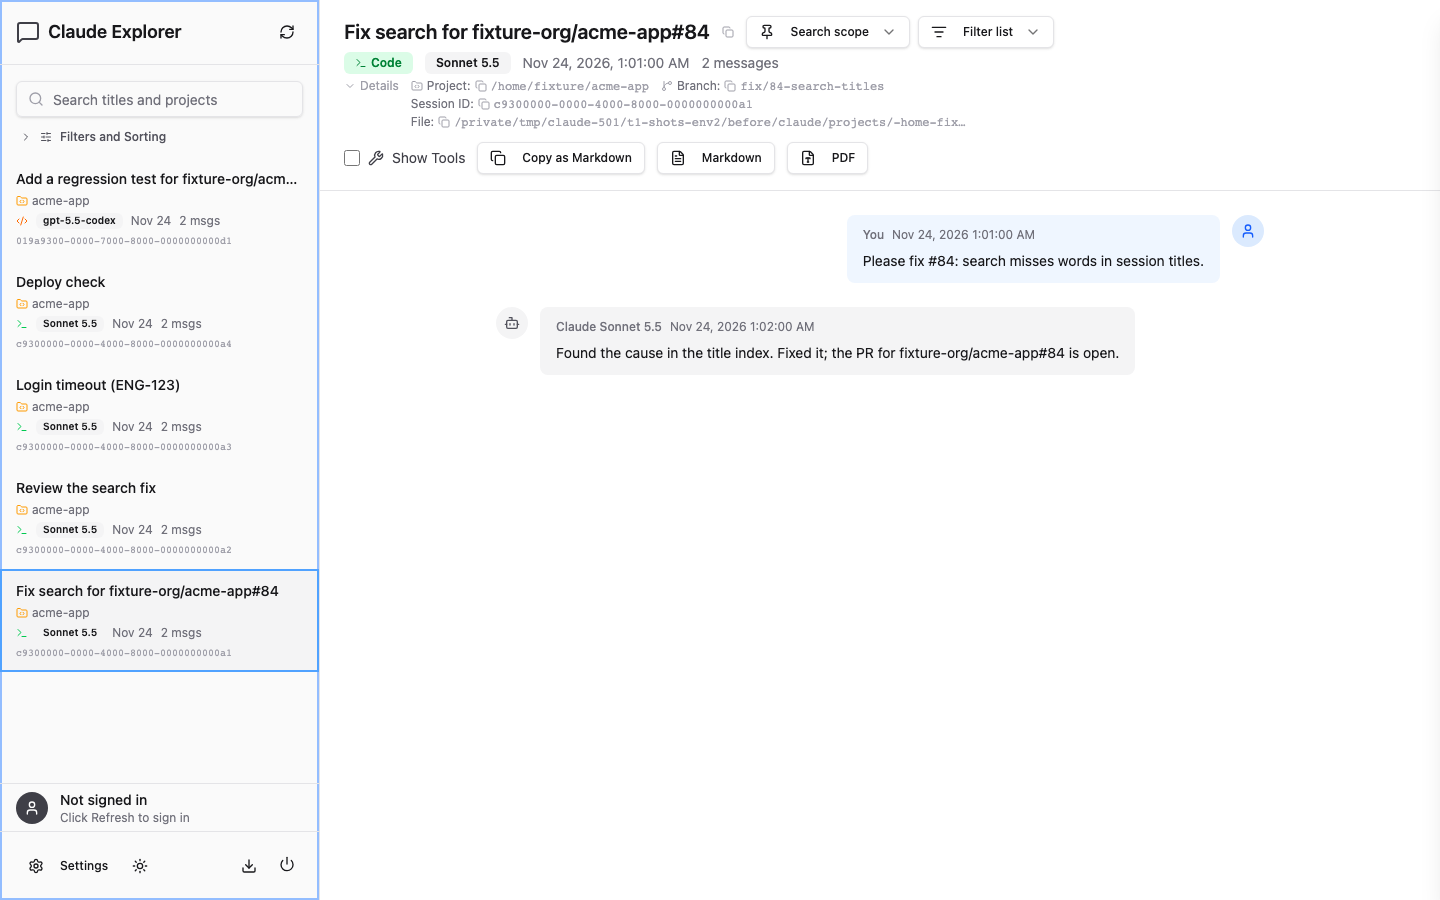 Claude Explorer
Search titles and projects
Filters and Sorting
Add a regression test for fixture-org/acm...
acme-app
gpt-5.5-codex Nov 24 2 msgs
019a9300-0000-7000-8000-0000000000d1
Deploy check
acme-app
Sonnet 5.5 Nov 24 2 msgs
c9300000-0000-4000-8000-0000000000a4
Login timeout (ENG-123)
acme-app
Sonnet 5.5 Nov 24 2 msgs
c9300000-0000-4000-8000-0000000000a3
Review the search fix
acme-app
Sonnet 5.5 Nov 24 2 msgs
c9300000-0000-4000-8000-0000000000a2
Fix search for fixture-org/acme-app#84
acme-app
Sonnet 5.5 Nov 24 2 msgs
c9300000-0000-4000-8000-0000000000a1
Not signed in
Click Refresh to sign in
Settings
Fix search for fixture-org/acme-app#84 Search scope Filter list
Code Sonnet 5.5 Nov 24, 2026, 1:01:00 AM 2 messages
Details Project: /home/fixture/acme-app Branch: fix/84-search-titles
Session ID: c9300000-0000-4000-8000-0000000000a1
File: /private/tmp/claude-501/t1-shots-env2/before/claude/projects/-home-fix…
Show Tools Copy as Markdown Markdown PDF
You Nov 24, 2026 1:01:00 AM
Please fix #84: search misses words in session titles.
Claude Sonnet 5.5 Nov 24, 2026 1:02:00 AM
Found the cause in the title index. Fixed it; the PR for fixture-org/acme-app#84 is open.